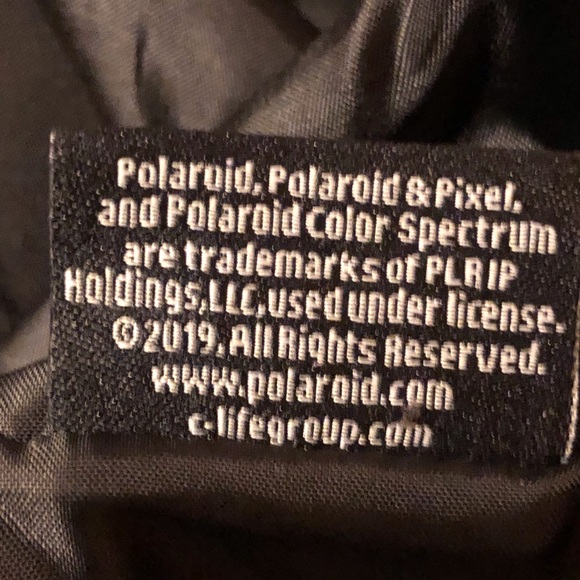 Polaroid, Polaroid & Pixel,
and Polaroid Color Spectrum
are trademarks of PLR IP
Holdings, LLC, used under license.
©2019. All Rights Reserved.
www.polaroid.com
c-lifegroup.com